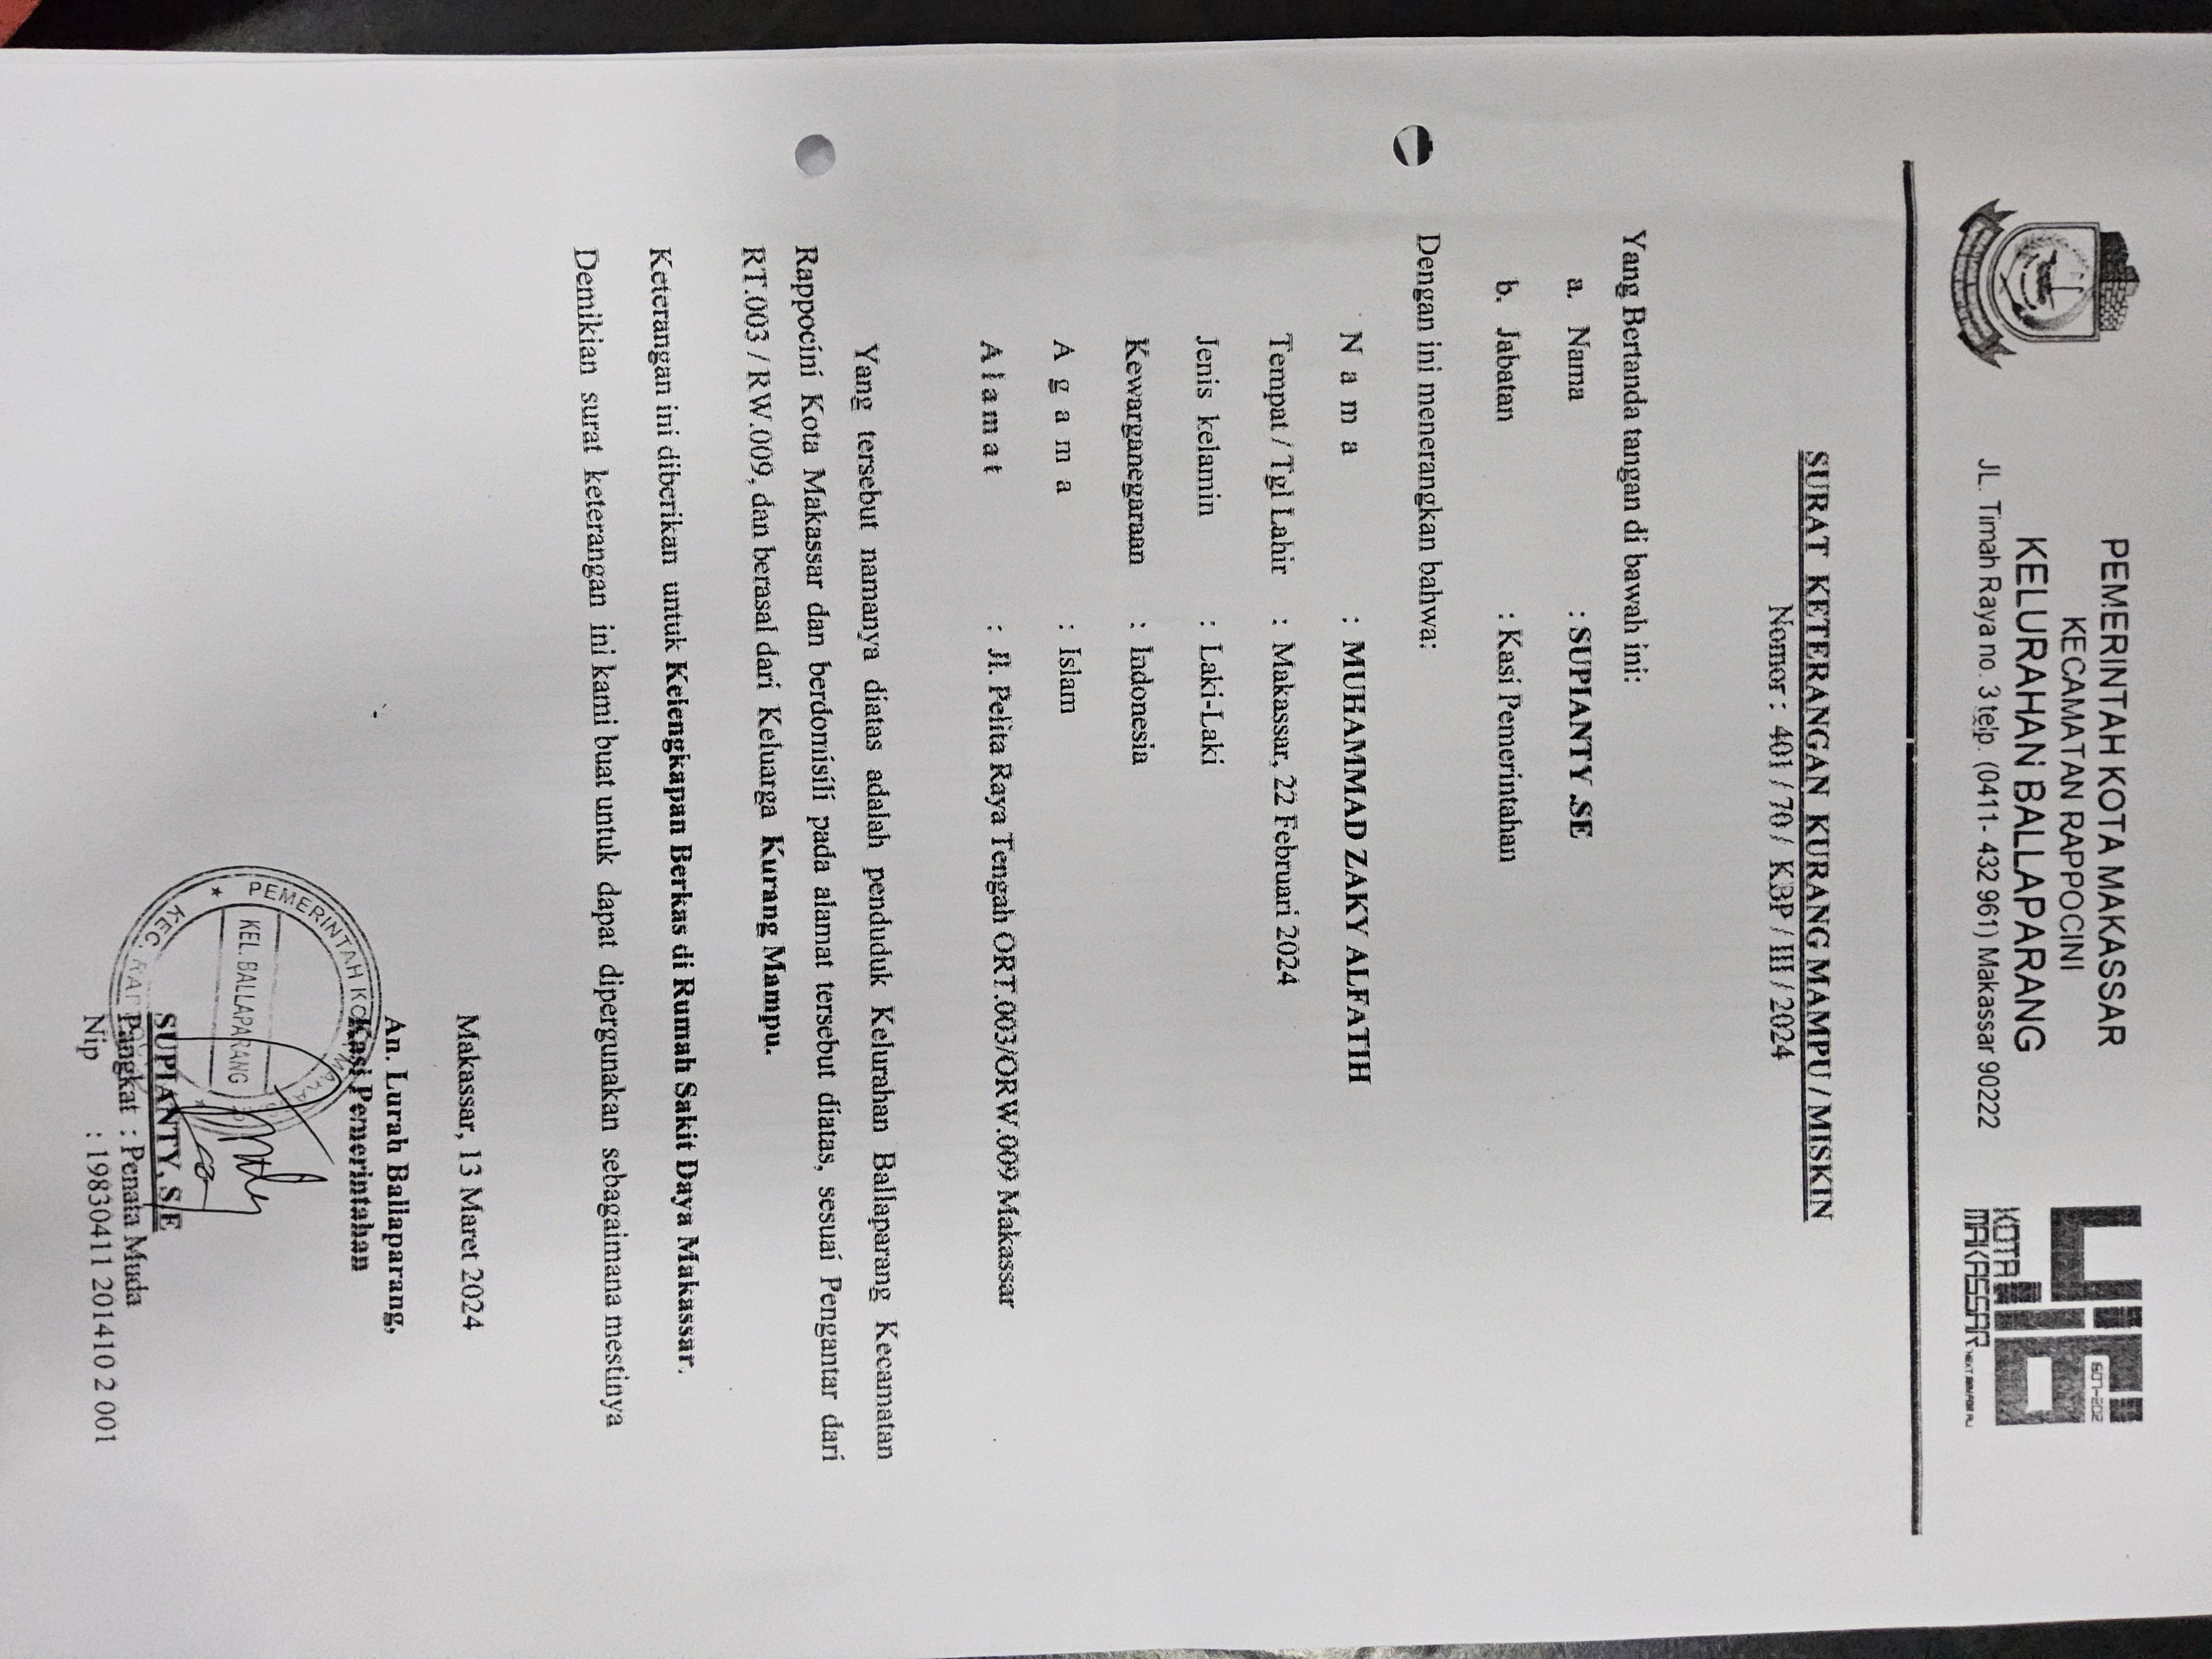 PEMERINTAH KOTA MAKASSAR
KECAMATAN RAPPOCINI
KELURAHAN BALLAPARANG
JL. Timah Raya no. 3 telp. (0411- 432 961) Makassar 90222
KOTA
MAKASSAR
SURAT KETERANGAN KURANG MAMPU / MISKIN
Nomor : 401 / 70 / KBP / III / 2024
Yang Bertanda tangan di bawah ini:
a. Nama : SUPIANTY .SE
b. Jabatan : Kasi Pemerintahan
Dengan ini menerangkan bahwa:
N a m a : MUHAMMAD ZAKY ALFATIH
Tempat / Tgl Lahir : Makassar, 22 Februari 2024
Jenis kelamin : Laki-Laki
Kewarganegaraan : Indonesia
A g a m a : Islam
A l a m a t : Jl. Pelita Raya Tengah ORT.003/ORW.009 Makassar
Yang tersebut namanya diatas adalah penduduk Kelurahan Ballaparang Kecamatan
Rappocini Kota Makassar dan berdomisili pada alamat tersebut diatas, sesuai Pengantar dari
RT.003 / RW.009, dan berasal dari Keluarga Kurang Mampu.
Keterangan ini diberikan untuk Kelengkapan Berkas di Rumah Sakit Daya Makassar.
Demikian surat keterangan ini kami buat untuk dapat dipergunakan sebagaimana mestinya
Makassar, 13 Maret 2024
An. Lurah Ballaparang,
Kasi Pemerintahan
PEMERINTAH KOTA
KEL. BALLAPARANG
KEC.
SUPIANTY, SE
Pangkat : Penata Muda
Nip : 19830411 201410 2 001